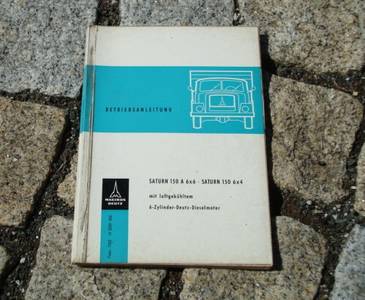 BETRIEBSANLEITUNG
SATURN 150 A 6x6 · SATURN 150 6x4
mit luftgekühltem
6-Zylinder-Deutz-Dieselmotor
MAGIRUS
DEUTZ